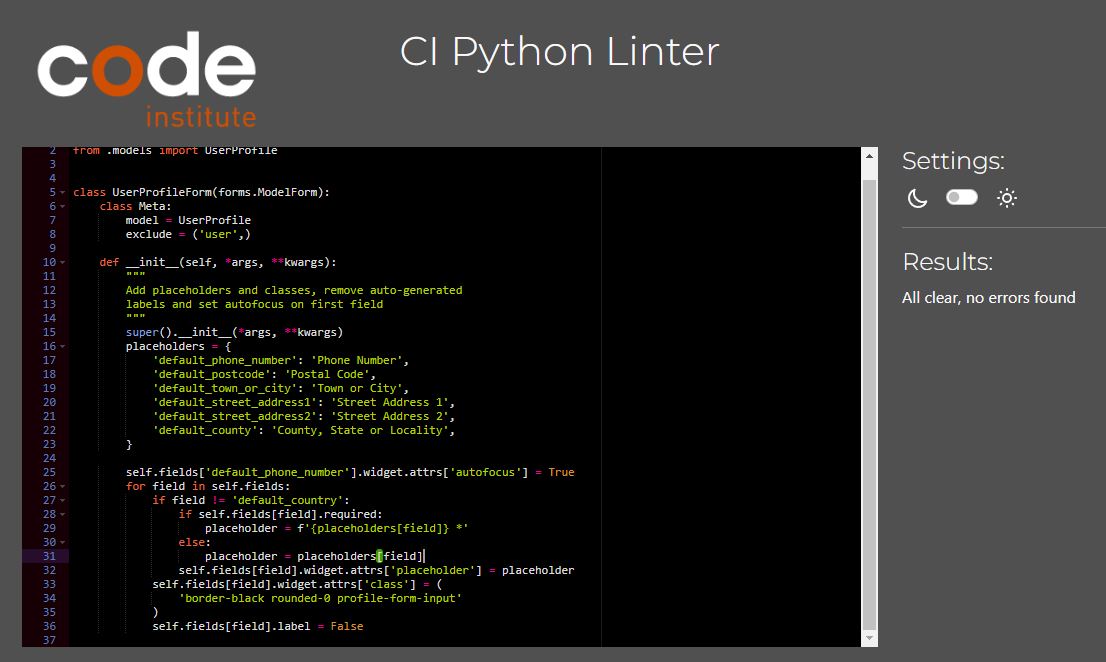 code
institute
CI Python Linter
2 from .models import UserProfile
3
4
5 class UserProfileForm(forms.ModelForm):
6     class Meta:
7         model = UserProfile
8         exclude = ('user',)
9
10     def __init__(self, *args, **kwargs):
11         """
12         Add placeholders and classes, remove auto-generated
13         labels and set autofocus on first field
14         """
15         super().__init__(*args, **kwargs)
16         placeholders = {
17             'default_phone_number': 'Phone Number',
18             'default_postcode': 'Postal Code',
19             'default_town_or_city': 'Town or City',
20             'default_street_address1': 'Street Address 1',
21             'default_street_address2': 'Street Address 2',
22             'default_county': 'County, State or Locality',
23         }
24
25         self.fields['default_phone_number'].widget.attrs['autofocus'] = True
26         for field in self.fields:
27             if field != 'default_country':
28                 if self.fields[field].required:
29                     placeholder = f'{placeholders[field]} *'
30                 else:
31                     placeholder = placeholders[field]
32                 self.fields[field].widget.attrs['placeholder'] = placeholder
33             self.fields[field].widget.attrs['class'] = (
34                 'border-black rounded-0 profile-form-input'
35             )
36             self.fields[field].label = False
37
Settings:
Results:
All clear, no errors found